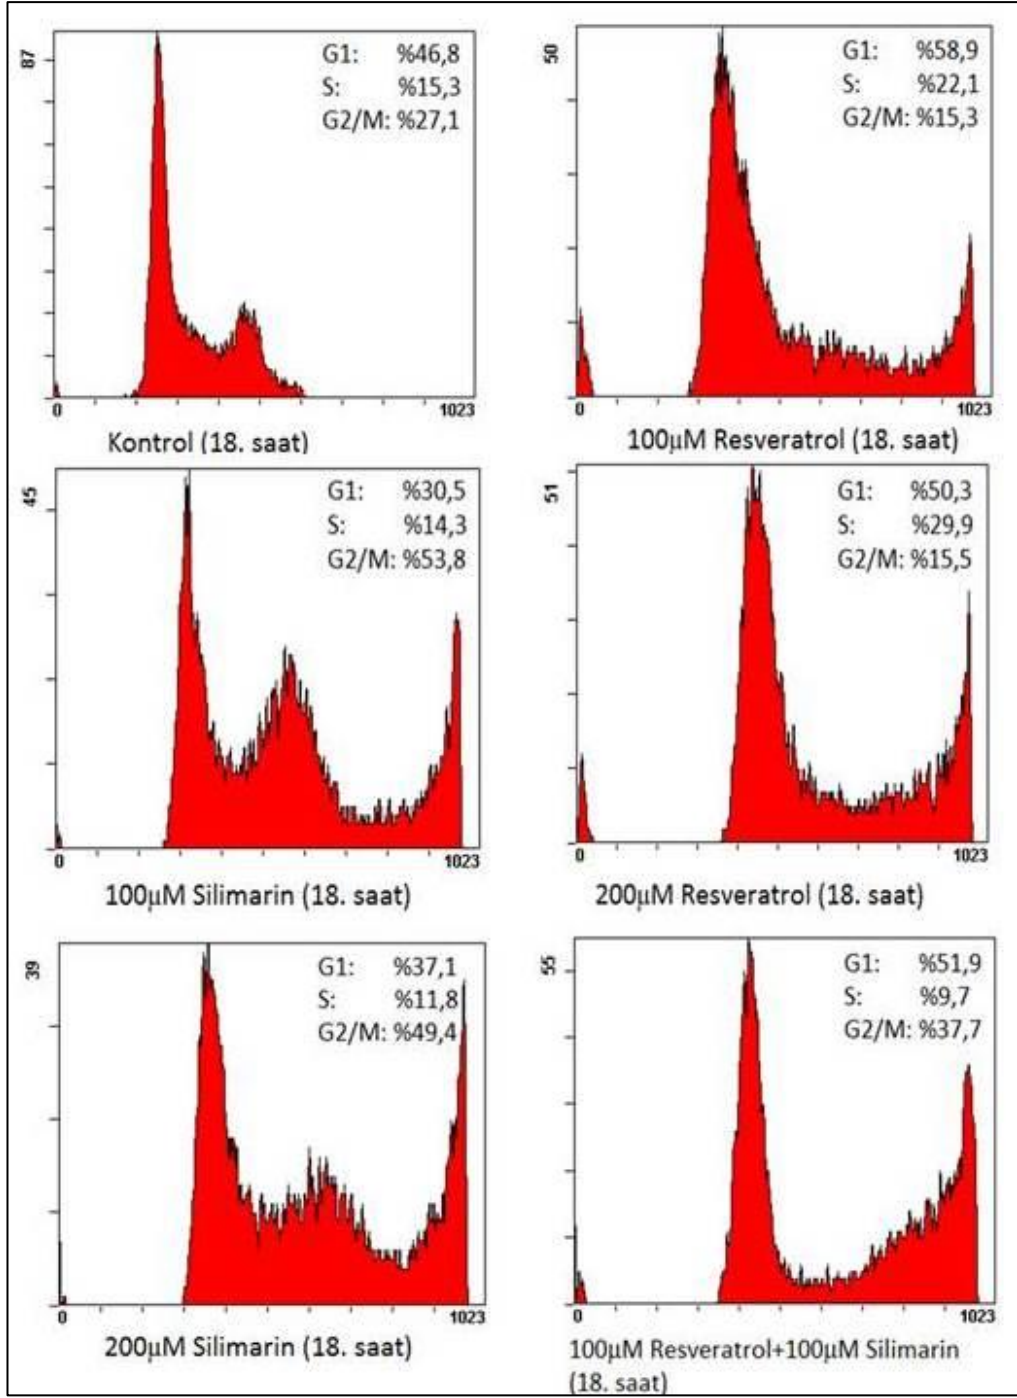 87
G1: %46,8
S: %15,3
G2/M: %27,1
0 1023
Kontrol (18. saat)
50
G1: %58,9
S: %22,1
G2/M: %15,3
0 1023
100µM Resveratrol (18. saat)
45
G1: %30,5
S: %14,3
G2/M: %53,8
0 1023
100µM Silimarin (18. saat)
51
G1: %50,3
S: %29,9
G2/M: %15,5
0 1023
200µM Resveratrol (18. saat)
39
G1: %37,1
S: %11,8
G2/M: %49,4
0 1023
200µM Silimarin (18. saat)
55
G1: %51,9
S: %9,7
G2/M: %37,7
0 1023
100µM Resveratrol+100µM Silimarin
(18. saat)